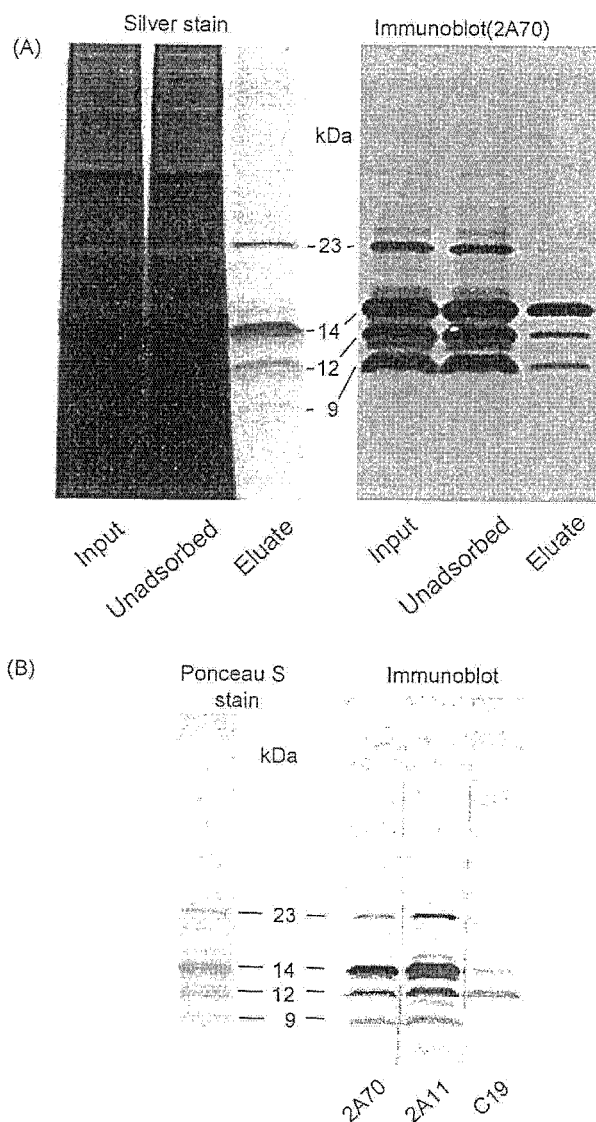 (A)
Silver stain
Immunoblot(2A70)
kDa
23
14
12
9
Input
Unadsorbed
Eluate
Input
Unadsorbed
Eluate
(B)
Ponceau S
stain
Immunoblot
kDa
23
14
12
9
2A70
2A11
C19